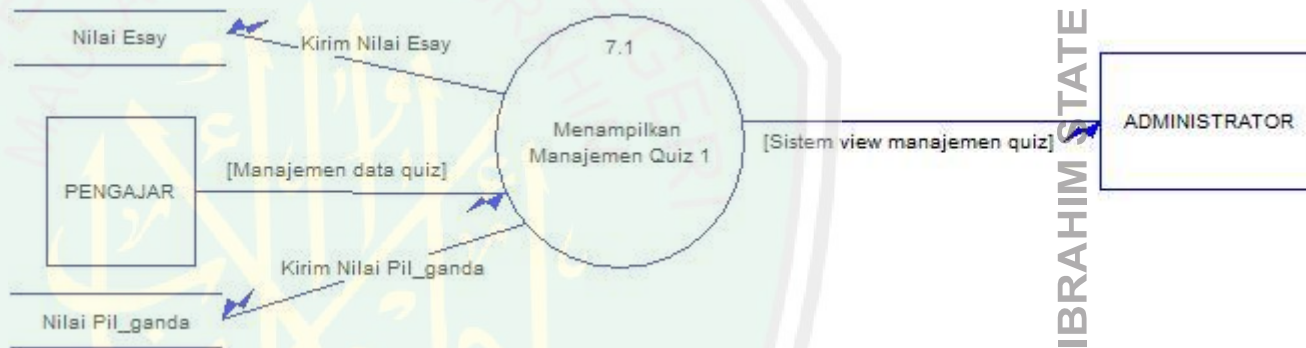 Nilai Esay
Kirim Nilai Esay
7.1
Menampilkan
Manajemen Quiz 1
PENGAJAR
[Manajemen data quiz]
[Sistem view manajemen quiz]
ADMINISTRATOR
Kirim Nilai Pil_ganda
Nilai Pil_ganda
IBRAHIM STATE